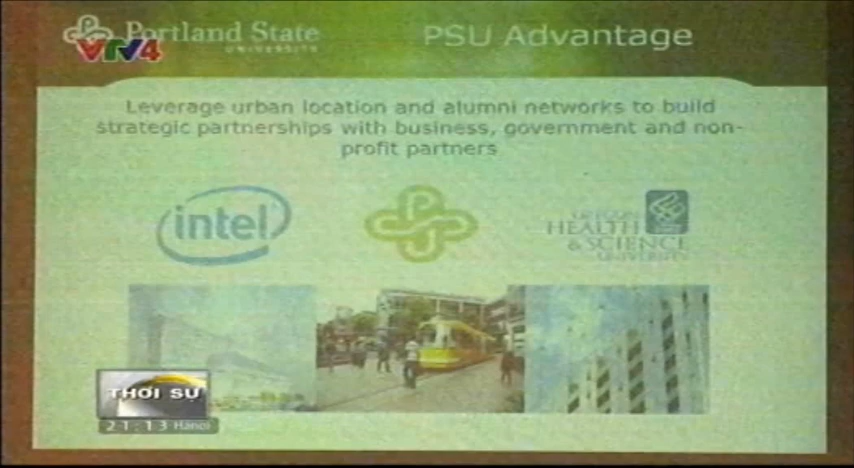 Portland State
UNIVERSITY
VTV4
PSU Advantage
Leverage urban location and alumni networks to build
strategic partnerships with business, government and non-
profit partners
intel
PSU
OREGON
HEALTH
& SCIENCE
UNIVERSITY
THỜI SỰ
21:13 Hanoi